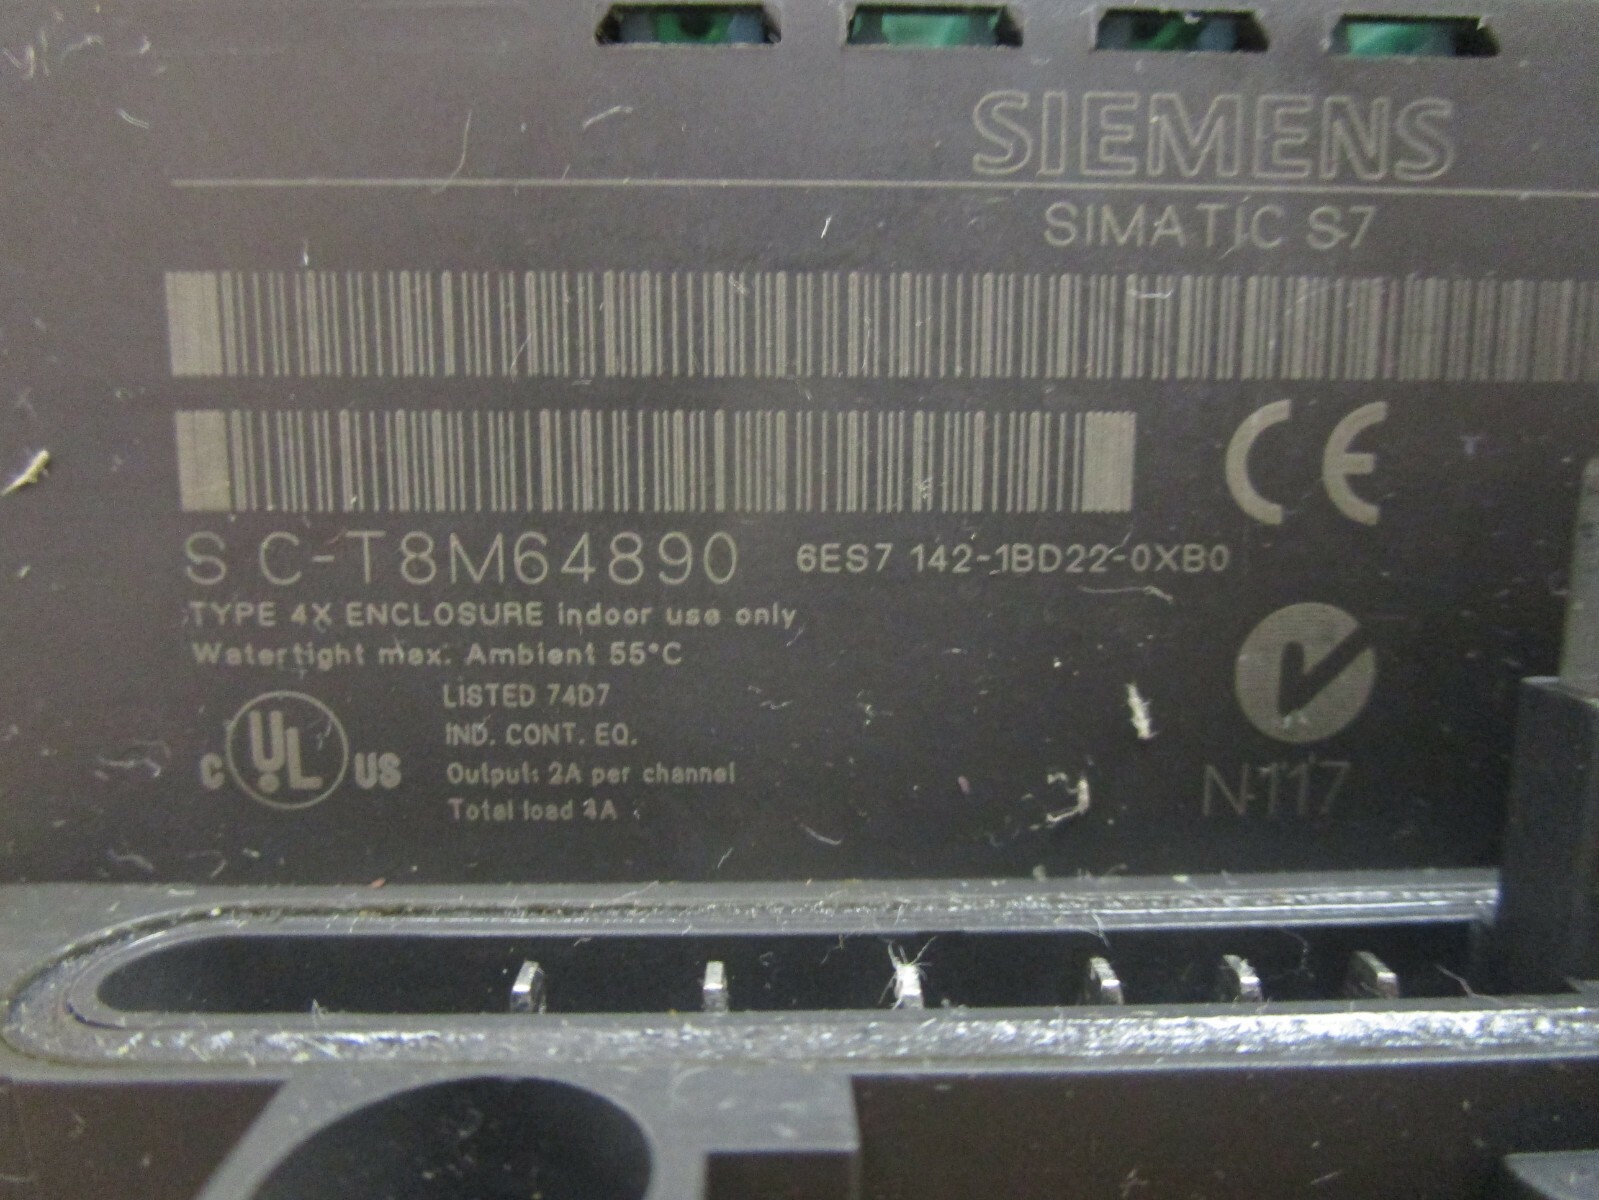 SIEMENS
SIMATIC S7
CE
S C-T8M64890 6ES7 142-1BD22-0XB0
TYPE 4X ENCLOSURE indoor use only
Watertight max. Ambient 55°C
C UL US
LISTED 74D7
IND. CONT. EQ.
Output: 2A per channel
Total load 4A
N117